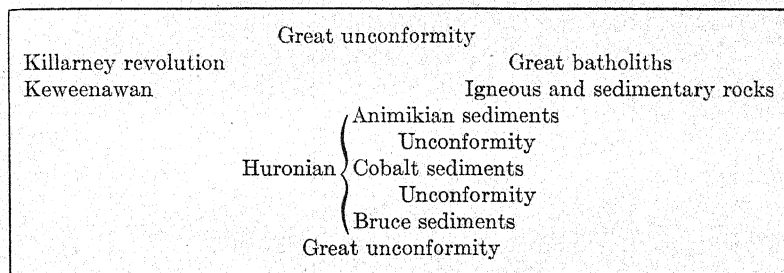 Great unconformity
Killarney revolution Great batholiths
Keweenawan Igneous and sedimentary rocks
Animikian sediments
Unconformity
Huronian Cobalt sediments
Unconformity
Bruce sediments
Great unconformity